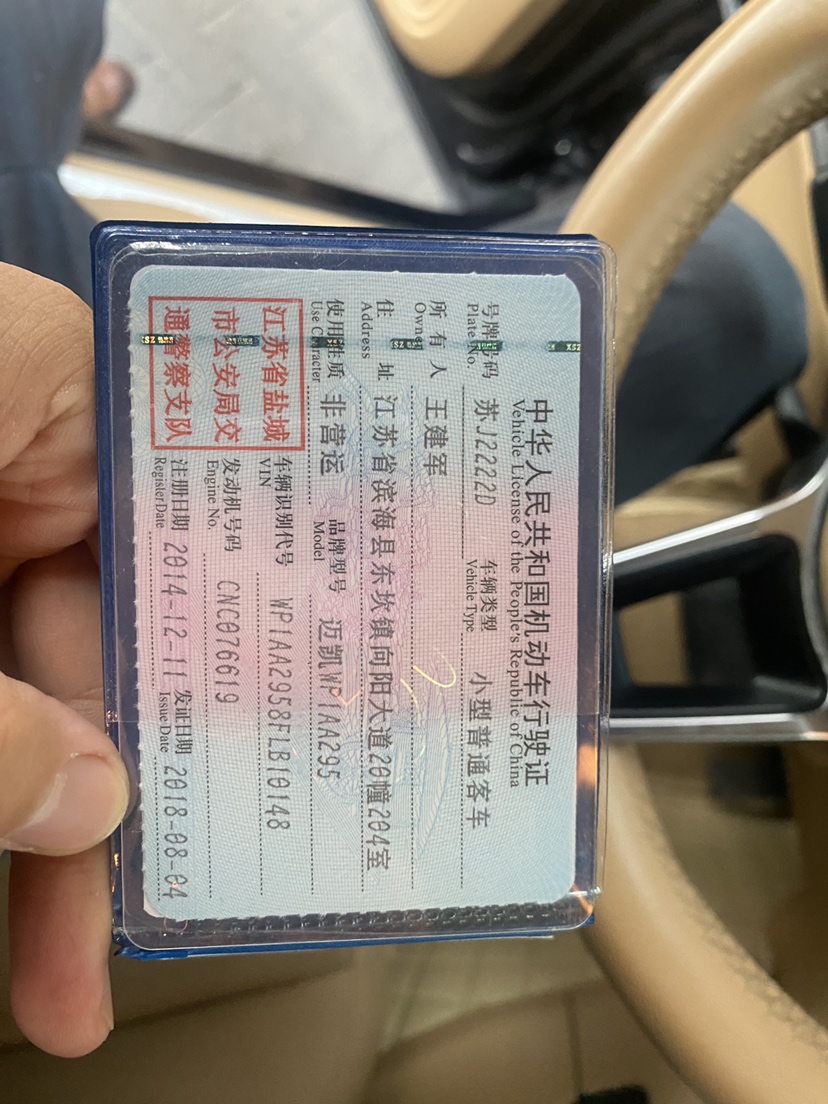 中华人民共和国机动车行驶证
Vehicle License of the People's Republic of China
号牌号码 苏J2222D 车辆类型 小型普通客车
Plate No. Vehicle Type
所有人 王建军
Owner
住址 江苏省滨海县东坎镇向阳大道20幢204室
Address
使用性质 非营运 品牌型号 迈凯WP1AA295
Use Character Model
江苏省盐城
市公安局交
通警察支队
车辆识别代号 WP1AA2958FLB10148
VIN
发动机号码 CNC076619
Engine No.
注册日期 2014-12-11 发证日期 2018-08-04
Register Date Issue Date